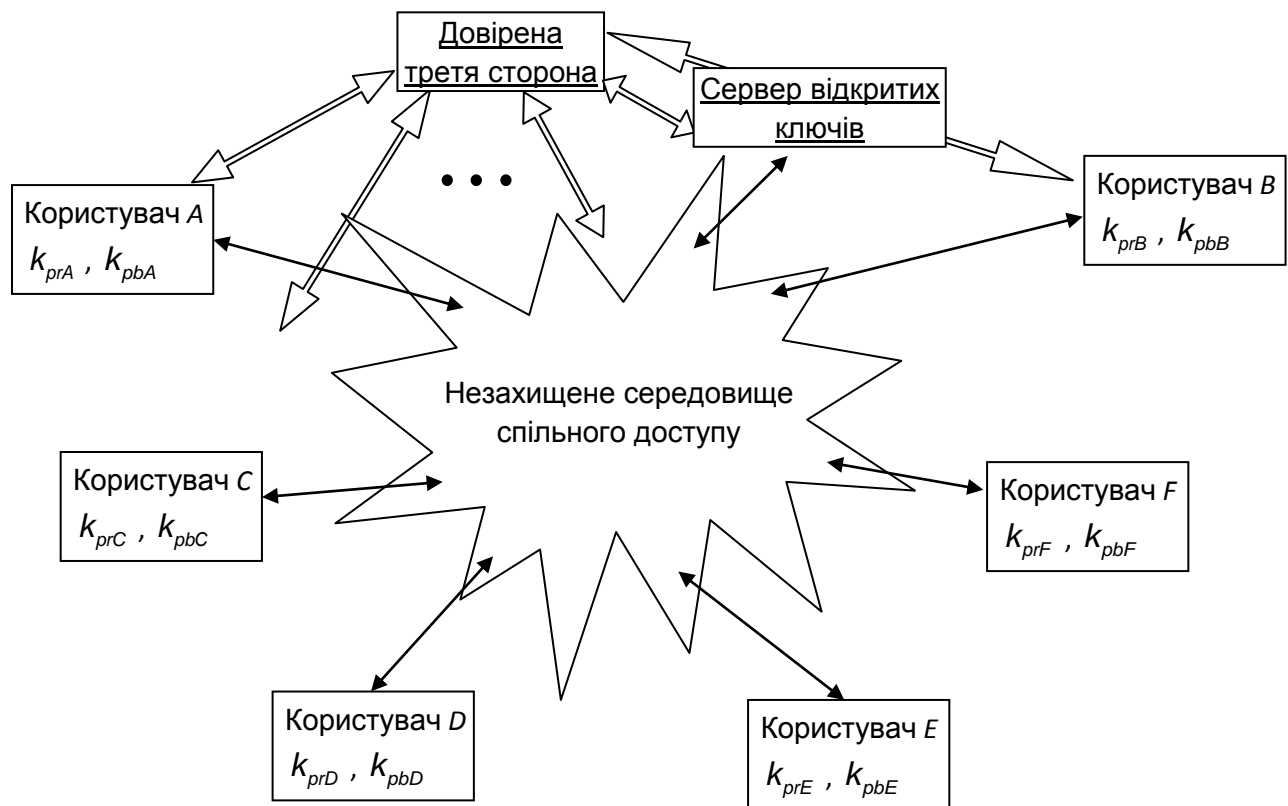 Довірена
третя сторона
Сервер відкритих
ключів
Користувач A
k_prA , k_pbA
Користувач B
k_prB , k_pbB
Незахищене середовище
спільного доступу
Користувач C
k_prC , k_pbC
Користувач F
k_prF , k_pbF
Користувач D
k_prD , k_pbD
Користувач E
k_prE , k_pbE